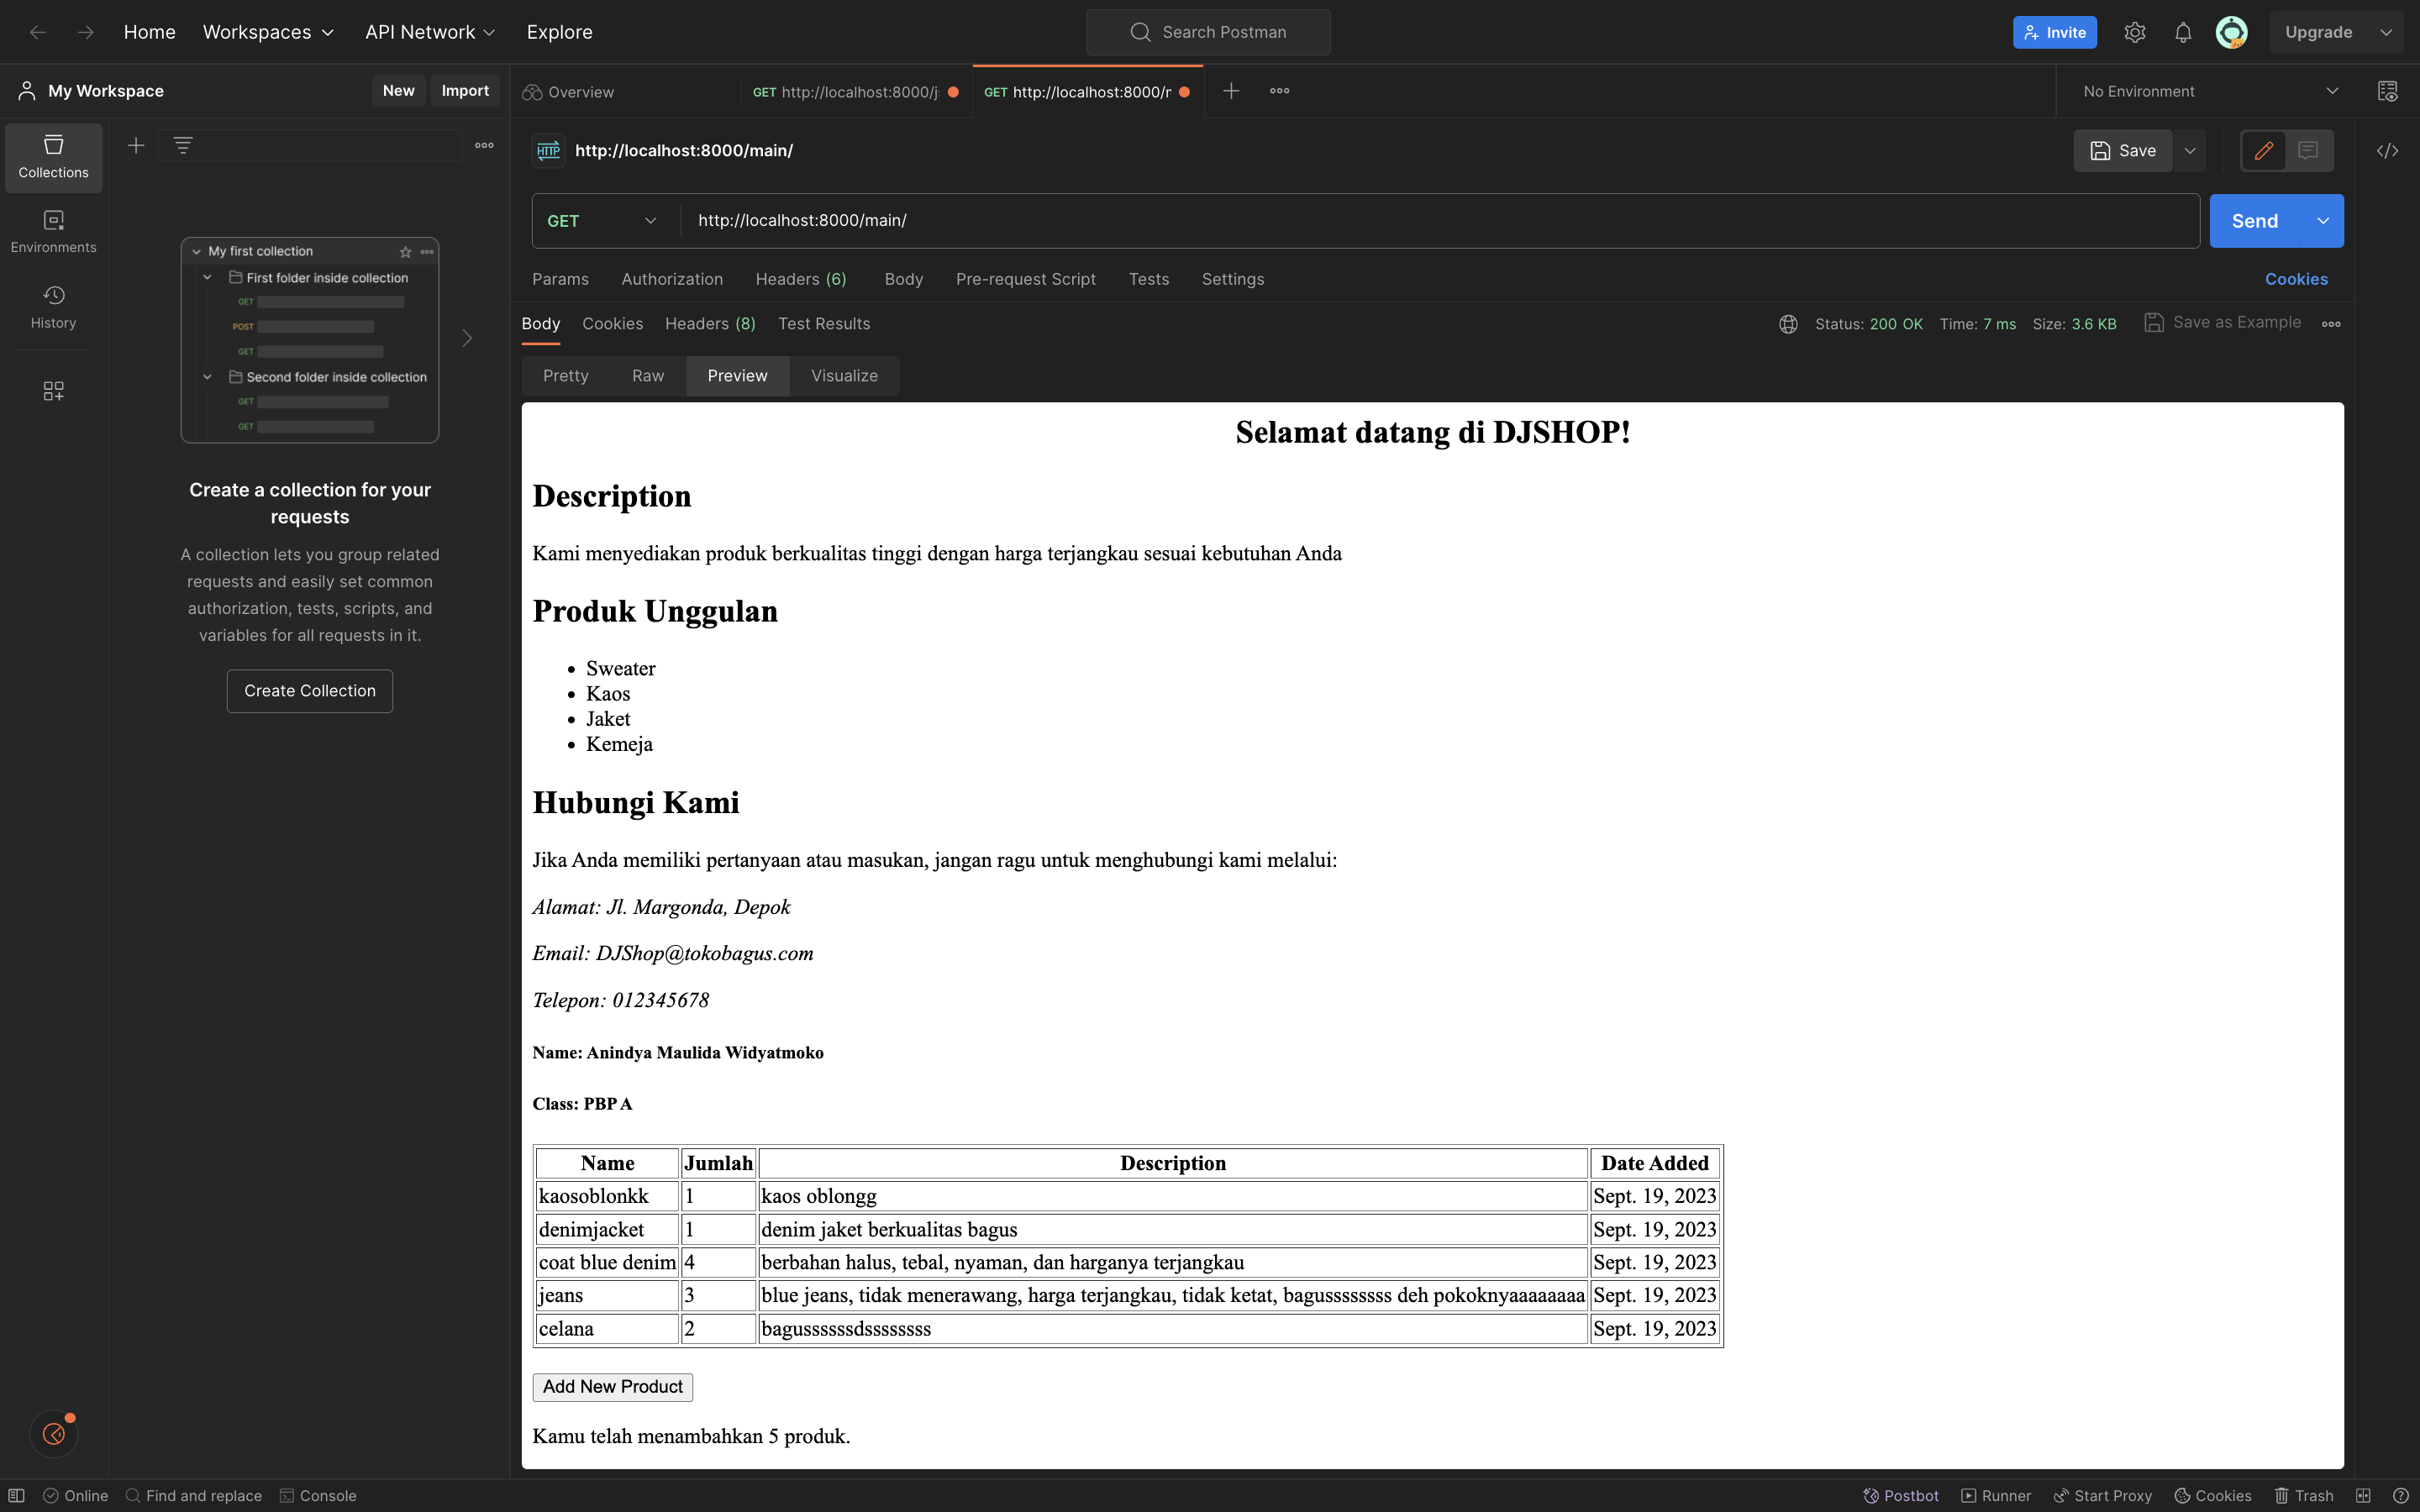 Home Workspaces API Network Explore Search Postman Invite Upgrade
My Workspace New Import Overview GET http://localhost:8000/j GET http://localhost:8000/r No Environment
Collections
Environments
History
My first collection
First folder inside collection
GET
POST
GET
Second folder inside collection
GET
GET
Create a collection for your
requests
A collection lets you group related
requests and easily set common
authorization, tests, scripts, and
variables for all requests in it.
Create Collection
HTTP http://localhost:8000/main/ Save
GET http://localhost:8000/main/ Send
Params Authorization Headers (6) Body Pre-request Script Tests Settings Cookies
Body Cookies Headers (8) Test Results Status: 200 OK Time: 7 ms Size: 3.6 KB Save as Example
Pretty Raw Preview Visualize
Selamat datang di DJSHOP!
Description
Kami menyediakan produk berkualitas tinggi dengan harga terjangkau sesuai kebutuhan Anda
Produk Unggulan
• Sweater
• Kaos
• Jaket
• Kemeja
Hubungi Kami
Jika Anda memiliki pertanyaan atau masukan, jangan ragu untuk menghubungi kami melalui:
Alamat: Jl. Margonda, Depok
Email: DJShop@tokobagus.com
Telepon: 012345678
Name: Anindya Maulida Widyatmoko
Class: PBP A
Name Jumlah Description Date Added
kaosoblonkk 1 kaos oblongg Sept. 19, 2023
denimjacket 1 denim jaket berkualitas bagus Sept. 19, 2023
coat blue denim 4 berbahan halus, tebal, nyaman, dan harganya terjangkau Sept. 19, 2023
jeans 3 blue jeans, tidak menerawang, harga terjangkau, tidak ketat, bagussssssss deh pokoknyaaaaaaaa Sept. 19, 2023
celana 2 bagussssssdssssssss Sept. 19, 2023
Add New Product
Kamu telah menambahkan 5 produk.
Online Find and replace Console Postbot Runner Start Proxy Cookies Trash